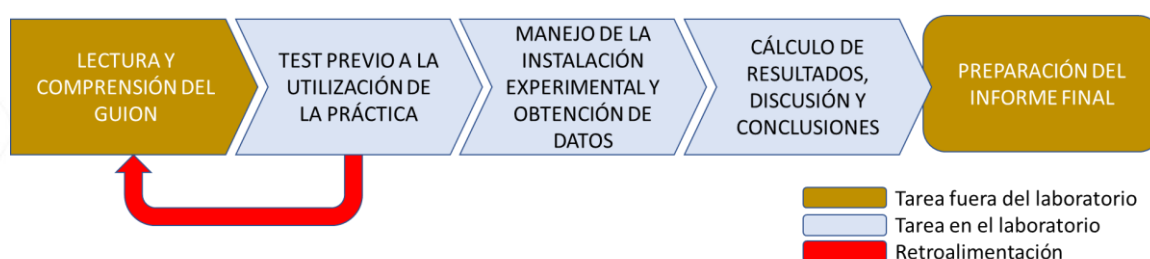 LECTURA Y
COMPRENSIÓN DEL
GUION
TEST PREVIO A LA
UTILIZACIÓN DE
LA PRÁCTICA
MANEJO DE LA
INSTALACIÓN
EXPERIMENTAL Y
OBTENCIÓN DE
DATOS
CÁLCULO DE
RESULTADOS,
DISCUSIÓN Y
CONCLUSIONES
PREPARACIÓN DEL
INFORME FINAL
Tarea fuera del laboratorio
Tarea en el laboratorio
Retroalimentación